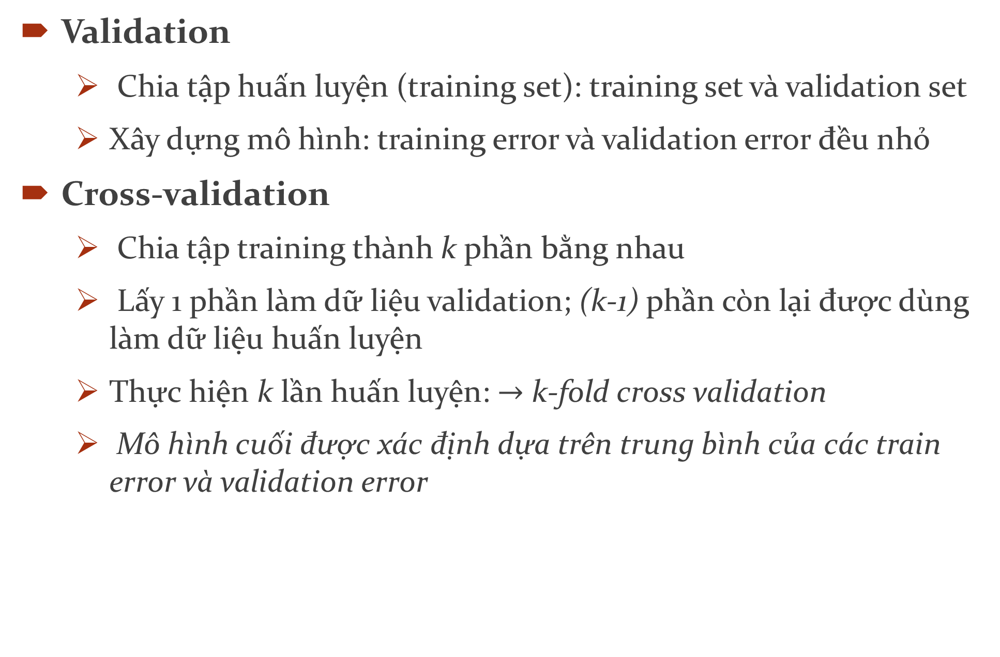 Validation
Chia tập huấn luyện (training set): training set và validation set
Xây dựng mô hình: training error và validation error đều nhỏ
Cross-validation
Chia tập training thành k phần bằng nhau
Lấy 1 phần làm dữ liệu validation; (k-1) phần còn lại được dùng
làm dữ liệu huấn luyện
Thực hiện k lần huấn luyện: → k-fold cross validation
Mô hình cuối được xác định dựa trên trung bình của các train
error và validation error